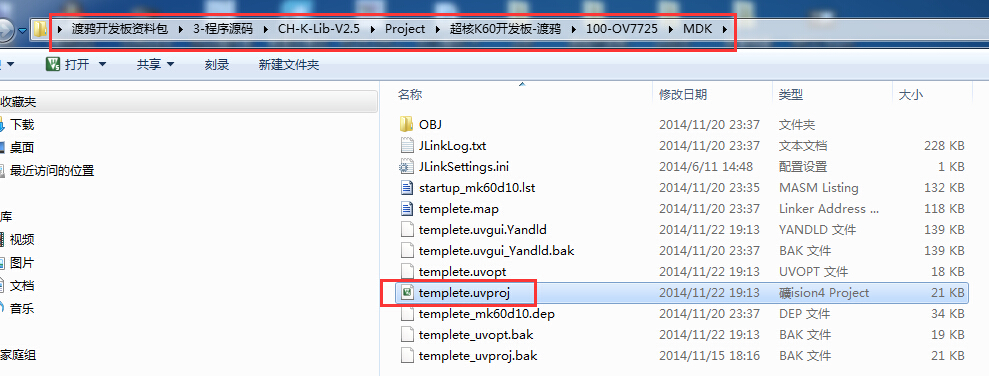 渡鸦开发板资料包 3-程序源码 CH-K-Lib-V2.5 Project 超核K60开发板-渡鸦 100-OV7725 MDK
打开 共享 刻录 新建文件夹
收藏夹
下载
桌面
最近访问的位置
库
视频
图片
文档
音乐
家庭组
名称 修改日期 类型 大小
OBJ 2014/11/20 23:37 文件夹
JLinkLog.txt 2014/11/20 23:37 文本文档 228 KB
JLinkSettings.ini 2014/6/11 14:48 配置设置 1 KB
startup_mk60d10.lst 2014/11/20 23:35 MASM Listing 132 KB
templete.map 2014/11/20 23:37 Linker Address ... 118 KB
templete.uvgui.Yandld 2014/11/22 19:13 YANDLD 文件 139 KB
templete.uvgui_Yandld.bak 2014/11/20 23:37 BAK 文件 139 KB
templete.uvopt 2014/11/22 19:13 UVOPT 文件 18 KB
templete.uvproj 2014/11/22 19:13 礦ision4 Project 21 KB
templete_mk60d10.dep 2014/11/20 23:37 DEP 文件 34 KB
templete_uvopt.bak 2014/11/22 19:13 BAK 文件 19 KB
templete_uvproj.bak 2014/11/15 18:16 BAK 文件 21 KB